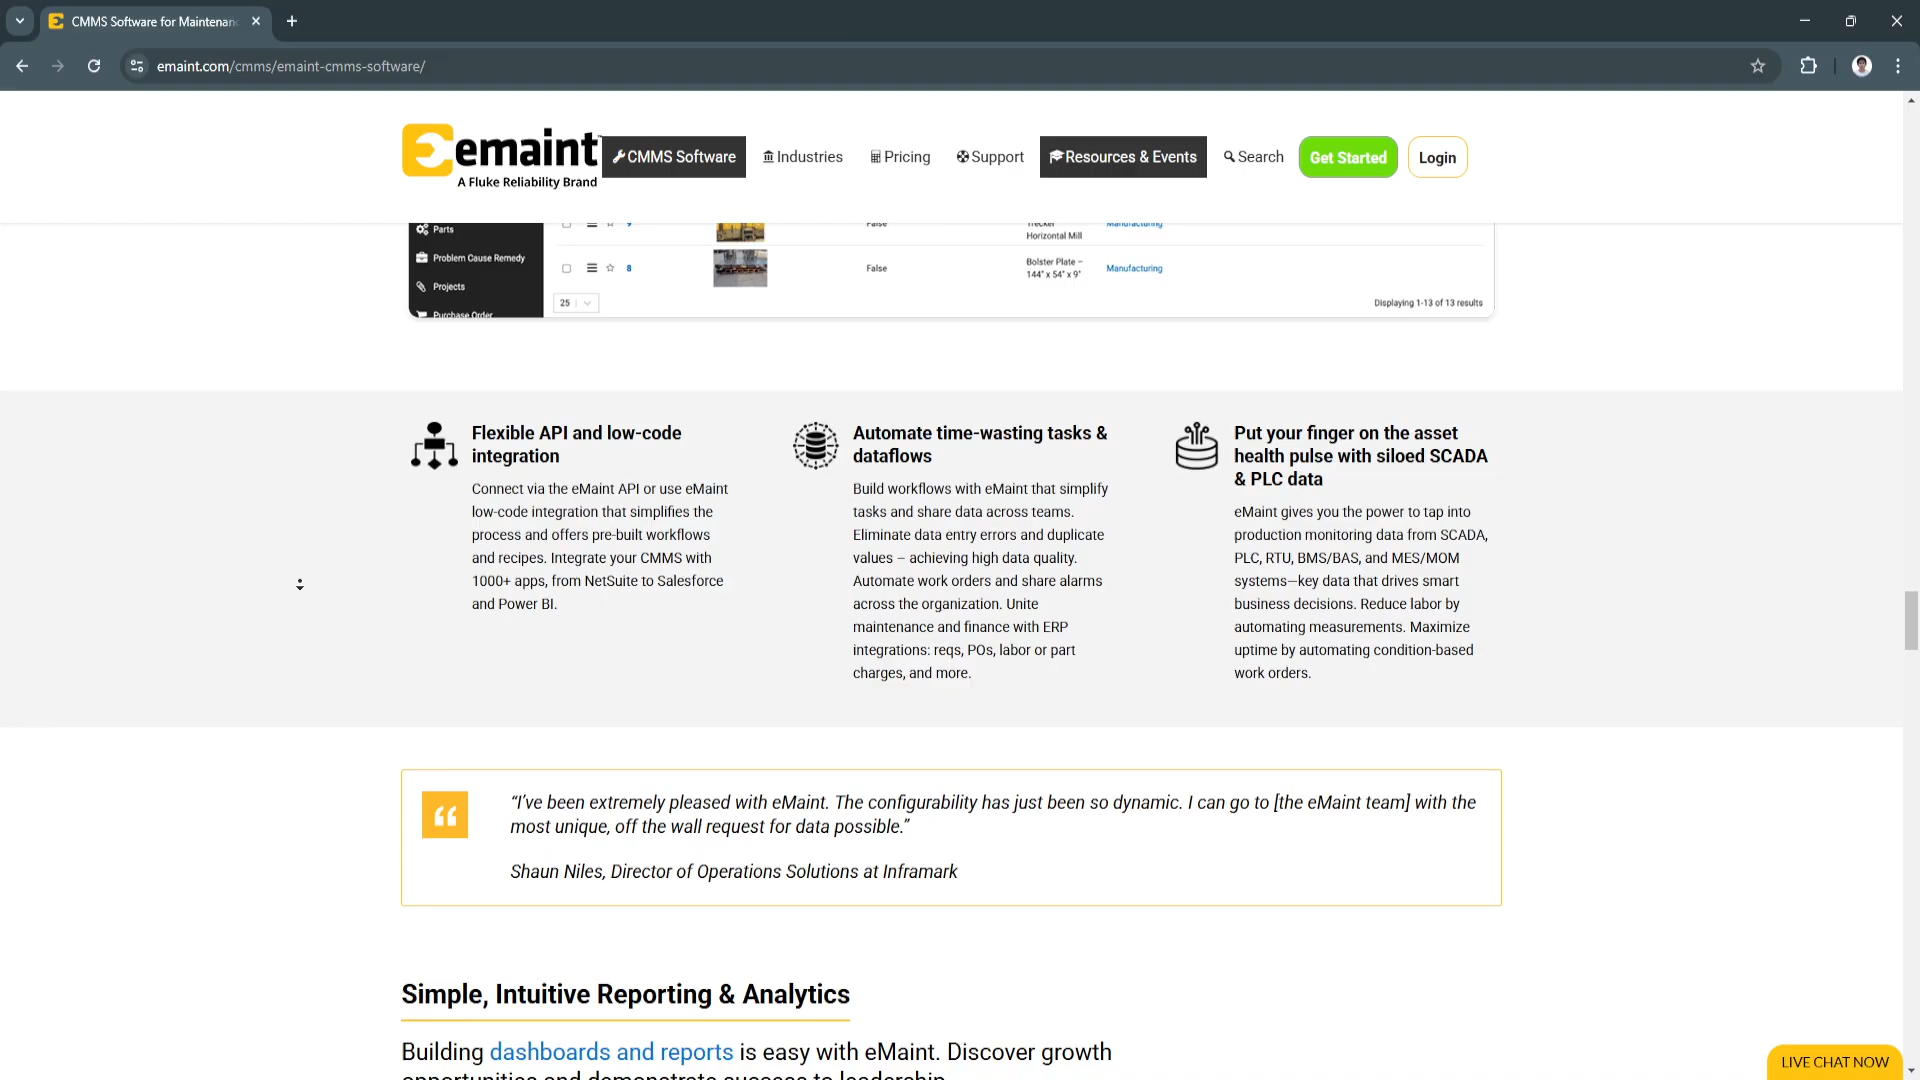 CMMS Software for Maintenanc
emaint.com/cmms/emaint-cmms-software/
emaint
A Fluke Reliability Brand
CMMS Software
Industries
Pricing
Support
Resources & Events
Search
Get Started
Login
Parts
Problem Cause Remedy
Projects
Purchase Order
9
False
Trecker
Horizontal Mill
Manufacturing
8
False
Bolster Plate –
144" x 54" x 9"
Manufacturing
25
Displaying 1-13 of 13 results
Flexible API and low-code
integration
Connect via the eMaint API or use eMaint
low-code integration that simplifies the
process and offers pre-built workflows
and recipes. Integrate your CMMS with
1000+ apps, from NetSuite to Salesforce
and Power BI.
Automate time-wasting tasks &
dataflows
Build workflows with eMaint that simplify
tasks and share data across teams.
Eliminate data entry errors and duplicate
values – achieving high data quality.
Automate work orders and share alarms
across the organization. Unite
maintenance and finance with ERP
integrations: reqs, POs, labor or part
charges, and more.
Put your finger on the asset
health pulse with siloed SCADA
& PLC data
eMaint gives you the power to tap into
production monitoring data from SCADA,
PLC, RTU, BMS/BAS, and MES/MOM
systems—key data that drives smart
business decisions. Reduce labor by
automating measurements. Maximize
uptime by automating condition-based
work orders.
“I’ve been extremely pleased with eMaint. The configurability has just been so dynamic. I can go to [the eMaint team] with the
most unique, off the wall request for data possible.”
Shaun Niles, Director of Operations Solutions at Inframark
Simple, Intuitive Reporting & Analytics
Building dashboards and reports is easy with eMaint. Discover growth
opportunities and demonstrate success to leadership.
LIVE CHAT NOW